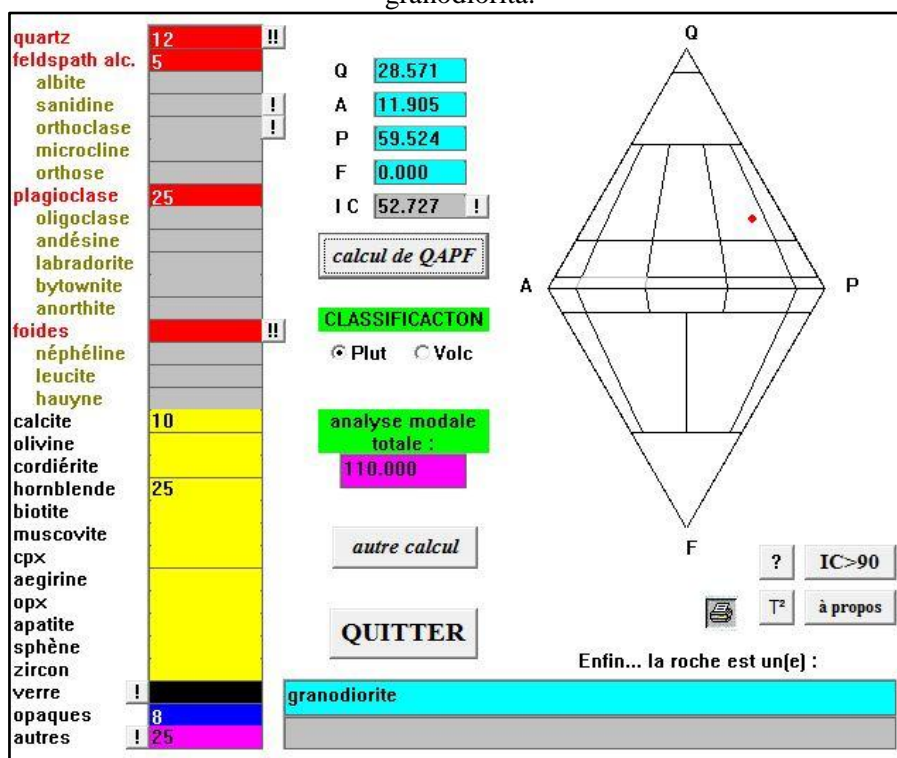 granodiorita.
quartz 12 !!
feldspath alc. 5
albite
sanidine !
orthoclase !
microcline
orthose
plagioclase 25
oligoclase
andésine
labradorite
bytownite
anorthite
foides !!
néphéline
leucite
hauyne
calcite 10
olivine
cordiérite
hornblende 25
biotite
muscovite
cpx
aegirine
opx
apatite
sphène
zircon
verre !
opaques 8
autres ! 25
Q 28.571
A 11.905
P 59.524
F 0.000
I C 52.727 !
calcul de QAPF
CLASSIFICACTON
Plut Volc
analyse modale
totale :
110.000
autre calcul
QUITTER
Q
A P
F
? IC>90
T² à propos
Enfin... la roche est un(e) :
granodiorite